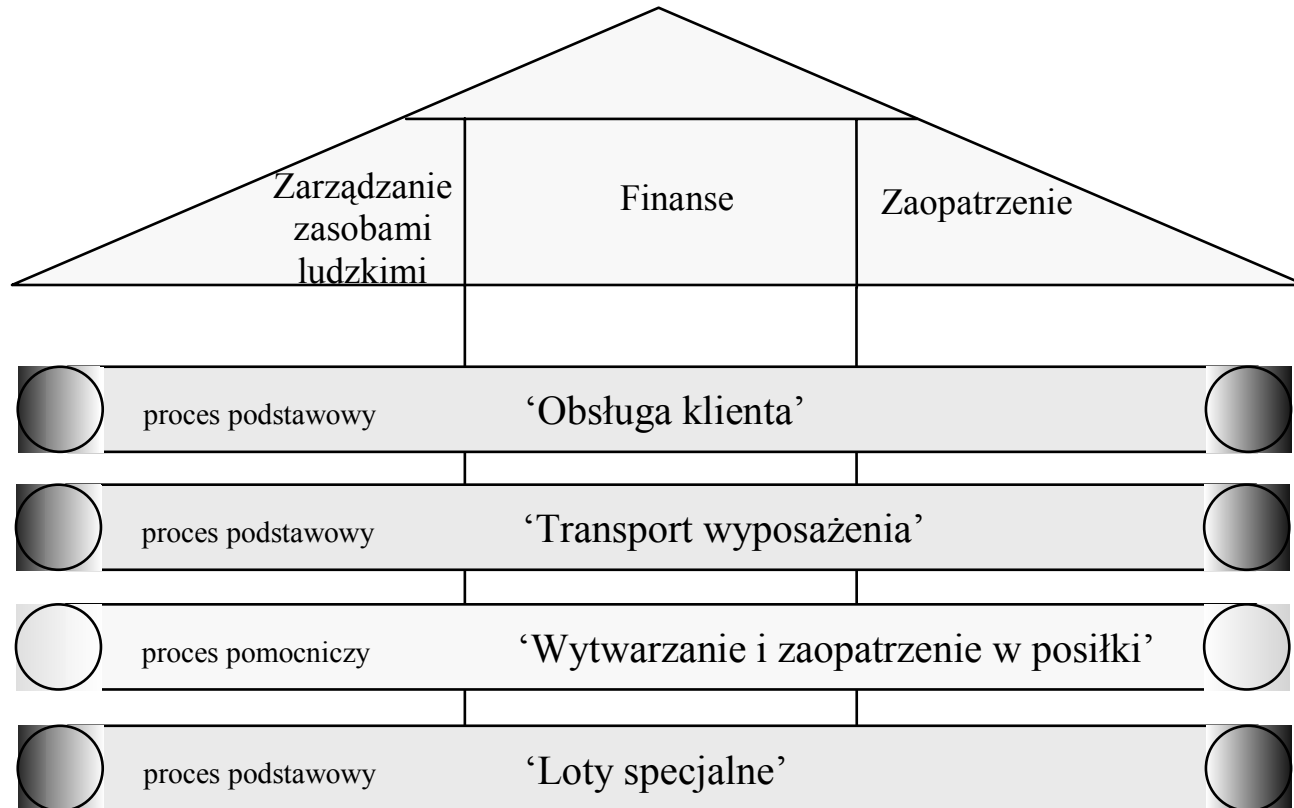 Zarządzanie
zasobami
ludzkimi
Finanse
Zaopatrzenie
proces podstawowy ‘Obsługa klienta’
proces podstawowy ‘Transport wyposażenia’
proces pomocniczy ‘Wytwarzanie i zaopatrzenie w posiłki’
proces podstawowy ‘Loty specjalne’